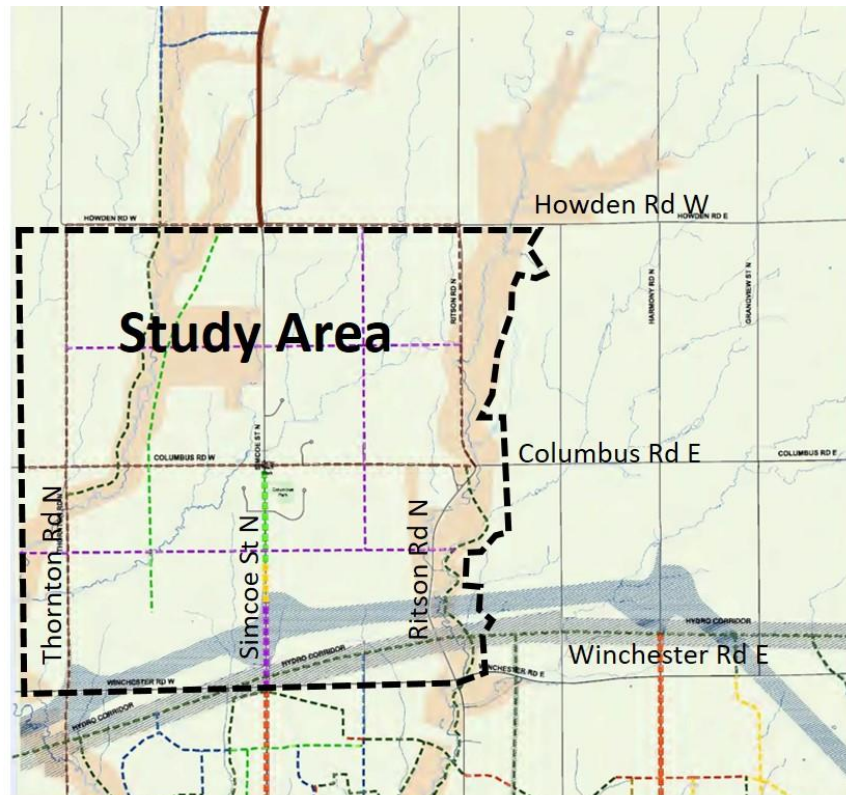 Howden Rd W
HOWDEN RD W
HOWDEN RD E
Study Area
RITSON RD N
HARMONY RD N
GRANDVIEW ST N
SIMCOE ST N
COLUMBUS RD W
Columbus Rd E
COLUMBUS RD E
Columbus
Park
Thornton Rd N
Simcoe St N
Ritson Rd N
HYDRO CORRIDOR
HYDRO CORRIDOR
Winchester Rd E
WINCHESTER RD W
WINCHESTER RD E
HYDRO CORRIDOR